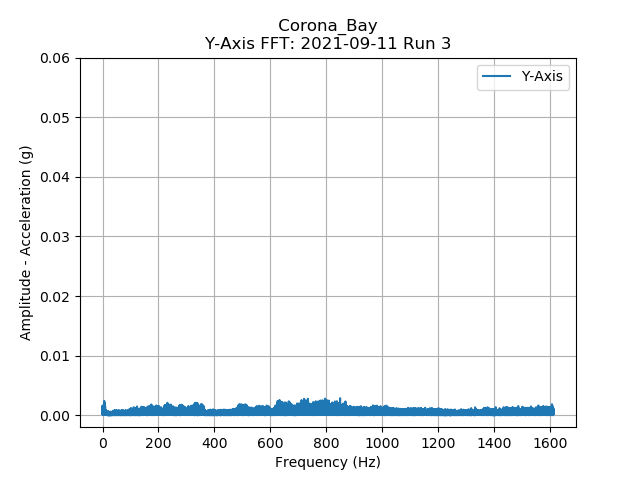 Corona_Bay
Y-Axis FFT: 2021-09-11 Run 3
Y-Axis
Amplitude - Acceleration (g)
0.06
0.05
0.04
0.03
0.02
0.01
0.00
0 200 400 600 800 1000 1200 1400 1600
Frequency (Hz)